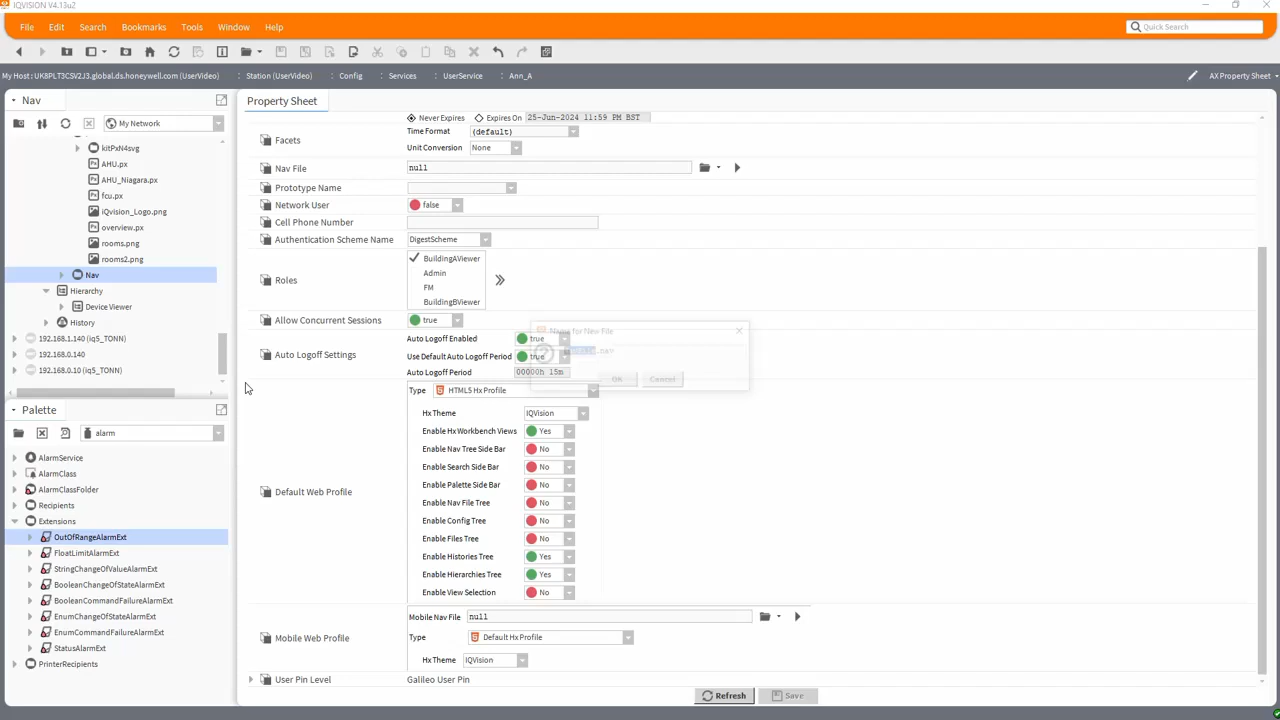 IQVISION V4.13u2
File Edit Search Bookmarks Tools Window Help
Quick Search
My Host : UK8PLT3CSV2J3.global.ds.honeywell.com (UserVideo) : Station (UserVideo) : Config : Services : UserService : Ann_A
AX Property Sheet
Nav
My Network
kitPxN4svg
AHU.px
AHU_Niagara.px
fcu.px
iQvision_Logo.png
overview.px
rooms.png
rooms2.png
Nav
Hierarchy
Device Viewer
History
192.168.1.140 (iq5_TONN)
192.168.0.140
192.168.0.10 (iq5_TONN)
Palette
alarm
AlarmService
AlarmClass
AlarmClassFolder
Recipients
Extensions
OutOfRangeAlarmExt
FloatLimitAlarmExt
StringChangeOfValueAlarmExt
BooleanChangeOfStateAlarmExt
BooleanCommandFailureAlarmExt
EnumChangeOfStateAlarmExt
EnumCommandFailureAlarmExt
StatusAlarmExt
PrinterRecipients
Property Sheet
Never Expires Expires On 25-Jun-2024 11:59 PM BST
Facets
Time Format (default)
Unit Conversion None
Nav File null
Prototype Name
Network User false
Cell Phone Number
Authentication Scheme Name DigestScheme
Roles
BuildingAViewer
Admin
FM
BuildingBViewer
Allow Concurrent Sessions true
Auto Logoff Settings
Auto Logoff Enabled true
Use Default Auto Logoff Period true
Auto Logoff Period 00000h 15m
Name for New File
OK Cancel
Default Web Profile
Type HTML5 Hx Profile
Hx Theme IQVision
Enable Hx Workbench Views Yes
Enable Nav Tree Side Bar No
Enable Search Side Bar No
Enable Palette Side Bar No
Enable Nav File Tree No
Enable Config Tree No
Enable Files Tree No
Enable Histories Tree Yes
Enable Hierarchies Tree Yes
Enable View Selection No
Mobile Web Profile
Mobile Nav File null
Type Default Hx Profile
Hx Theme IQVision
User Pin Level Galileo User Pin
Refresh Save